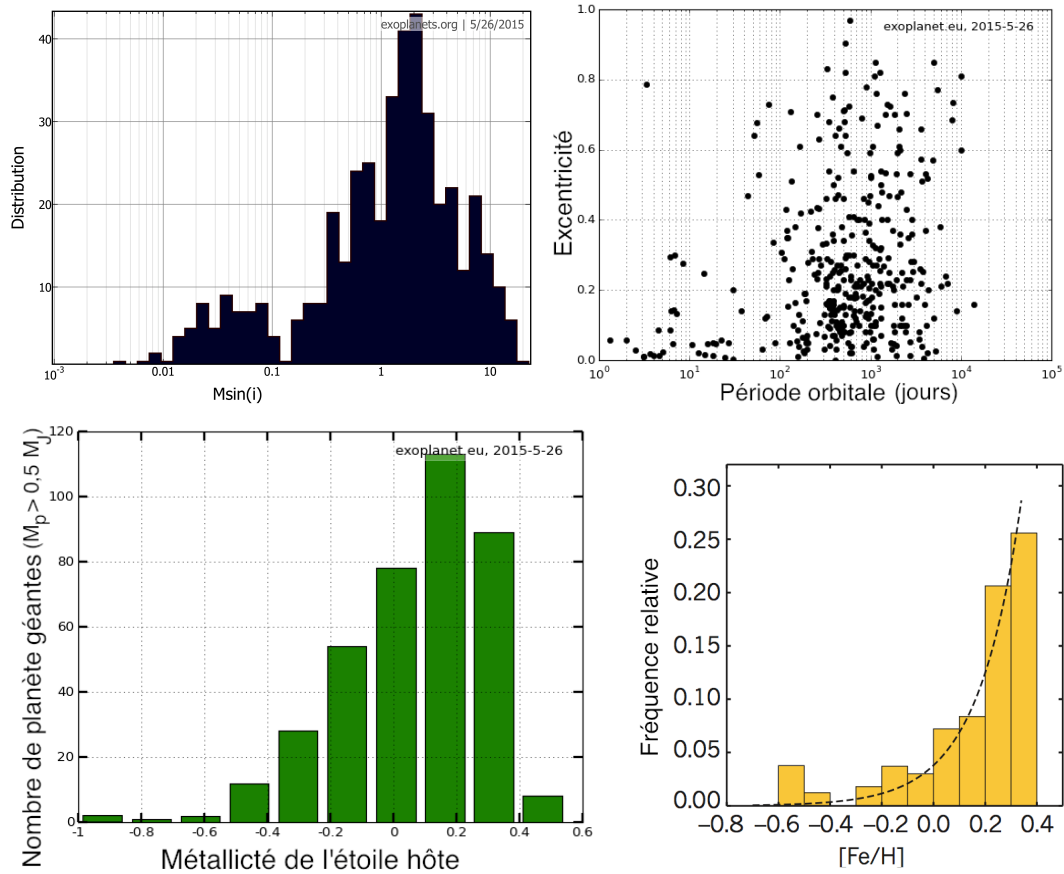 exoplanets.org | 5/26/2015
Distribution
40
30
20
10
10-3
0.01
0.1
1
10
Msin(i)
exoplanet.eu, 2015-5-26
Excentricité
1.0
0.8
0.6
0.4
0.2
0.0
10⁰ 10¹ 10² 10³ 10⁴ 10⁵
Période orbitale (jours)
exoplanet.eu, 2015-5-26
Nombre de planète géantes (Mp > 0,5 MJ)
120
100
80
60
40
20
0
-1 -0.8 -0.6 -0.4 -0.2 0 0.2 0.4 0.6
Métallicté de l'étoile hôte
Fréquence relative
0.30
0.25
0.20
0.15
0.10
0.05
0.00
−0.8 −0.6 −0.4 −0.2 0.0 0.2 0.4
[Fe/H]